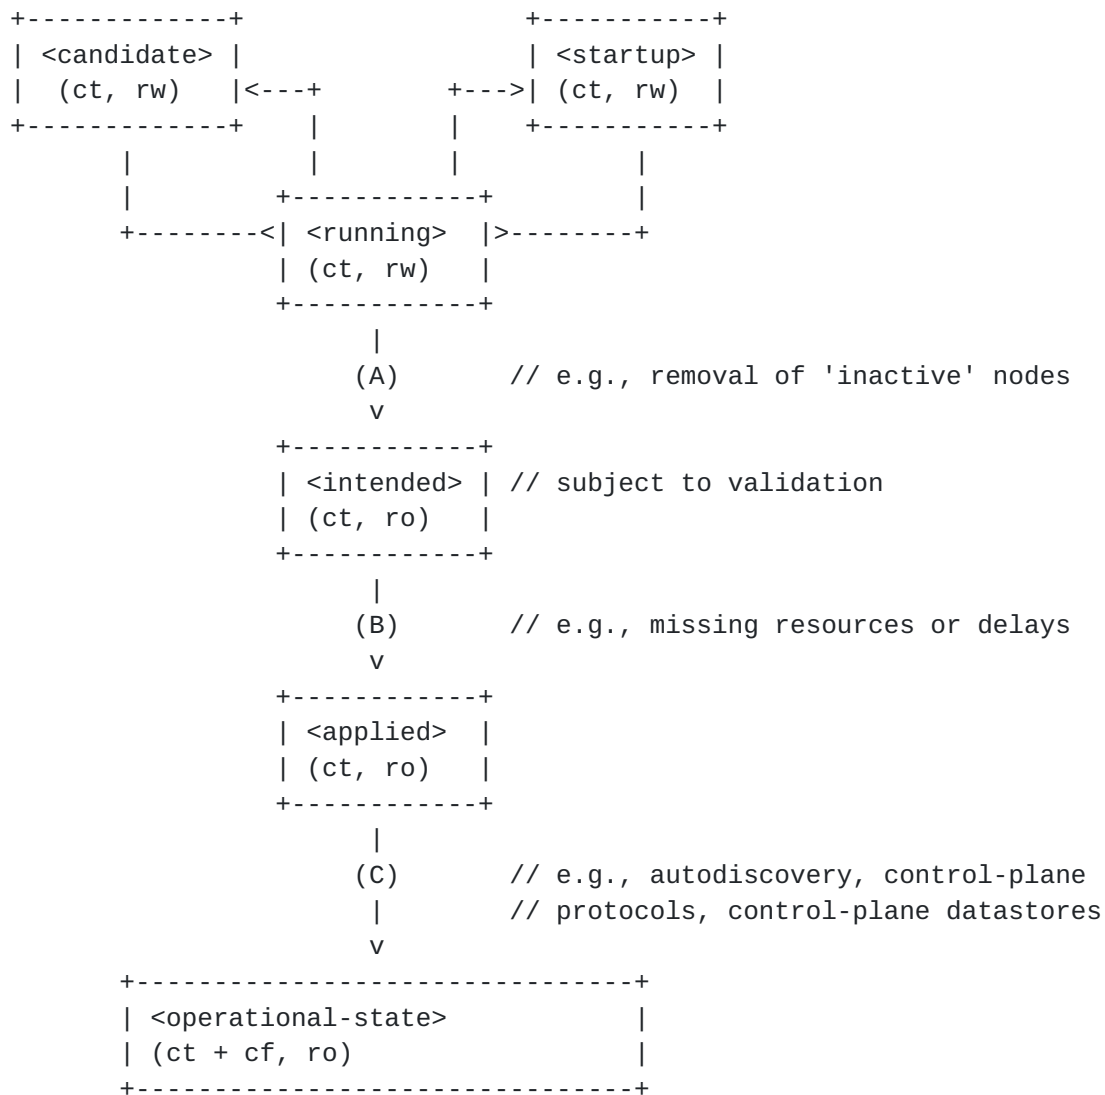 +-------------+                  +-----------+
| <candidate> |                  | <startup> |
|  (ct, rw)   |<---+        +--->| (ct, rw)  |
+-------------+    |        |    +-----------+
       |           |        |           |
       |         +------------+         |
       +--------<| <running>  |>--------+
                 | (ct, rw)   |
                 +------------+
                       |
                      (A)       // e.g., removal of 'inactive' nodes
                       v
                 +------------+
                 | <intended> | // subject to validation
                 | (ct, ro)   |
                 +------------+
                       |
                      (B)       // e.g., missing resources or delays
                       v
                 +------------+
                 | <applied>  |
                 | (ct, ro)   |
                 +------------+
                       |
                      (C)       // e.g., autodiscovery, control-plane
                       |        // protocols, control-plane datastores
                       v
       +--------------------------------+
       | <operational-state>            |
       | (ct + cf, ro)                  |
       +--------------------------------+